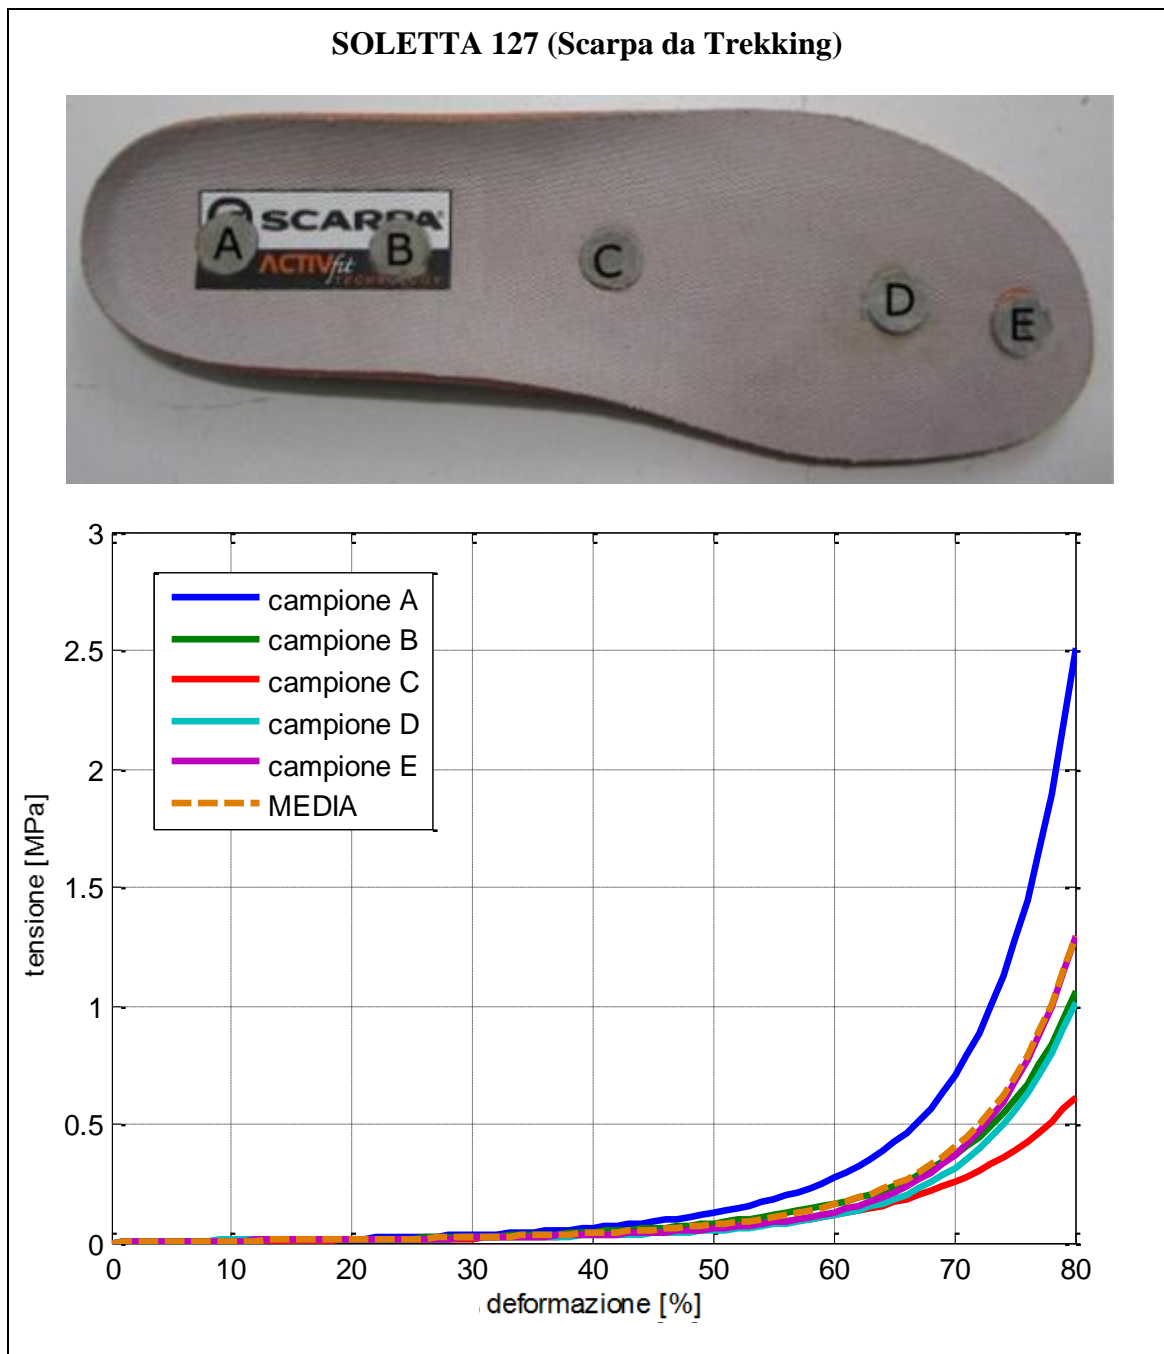 SOLETTA 127 (Scarpa da Trekking)
SCARPA
ACTIVfit
TECHNOLOGY
A
B
C
D
E
3
2.5
2
1.5
1
0.5
0
tensione [MPa]
campione A
campione B
campione C
campione D
campione E
MEDIA
0 10 20 30 40 50 60 70 80
deformazione [%]